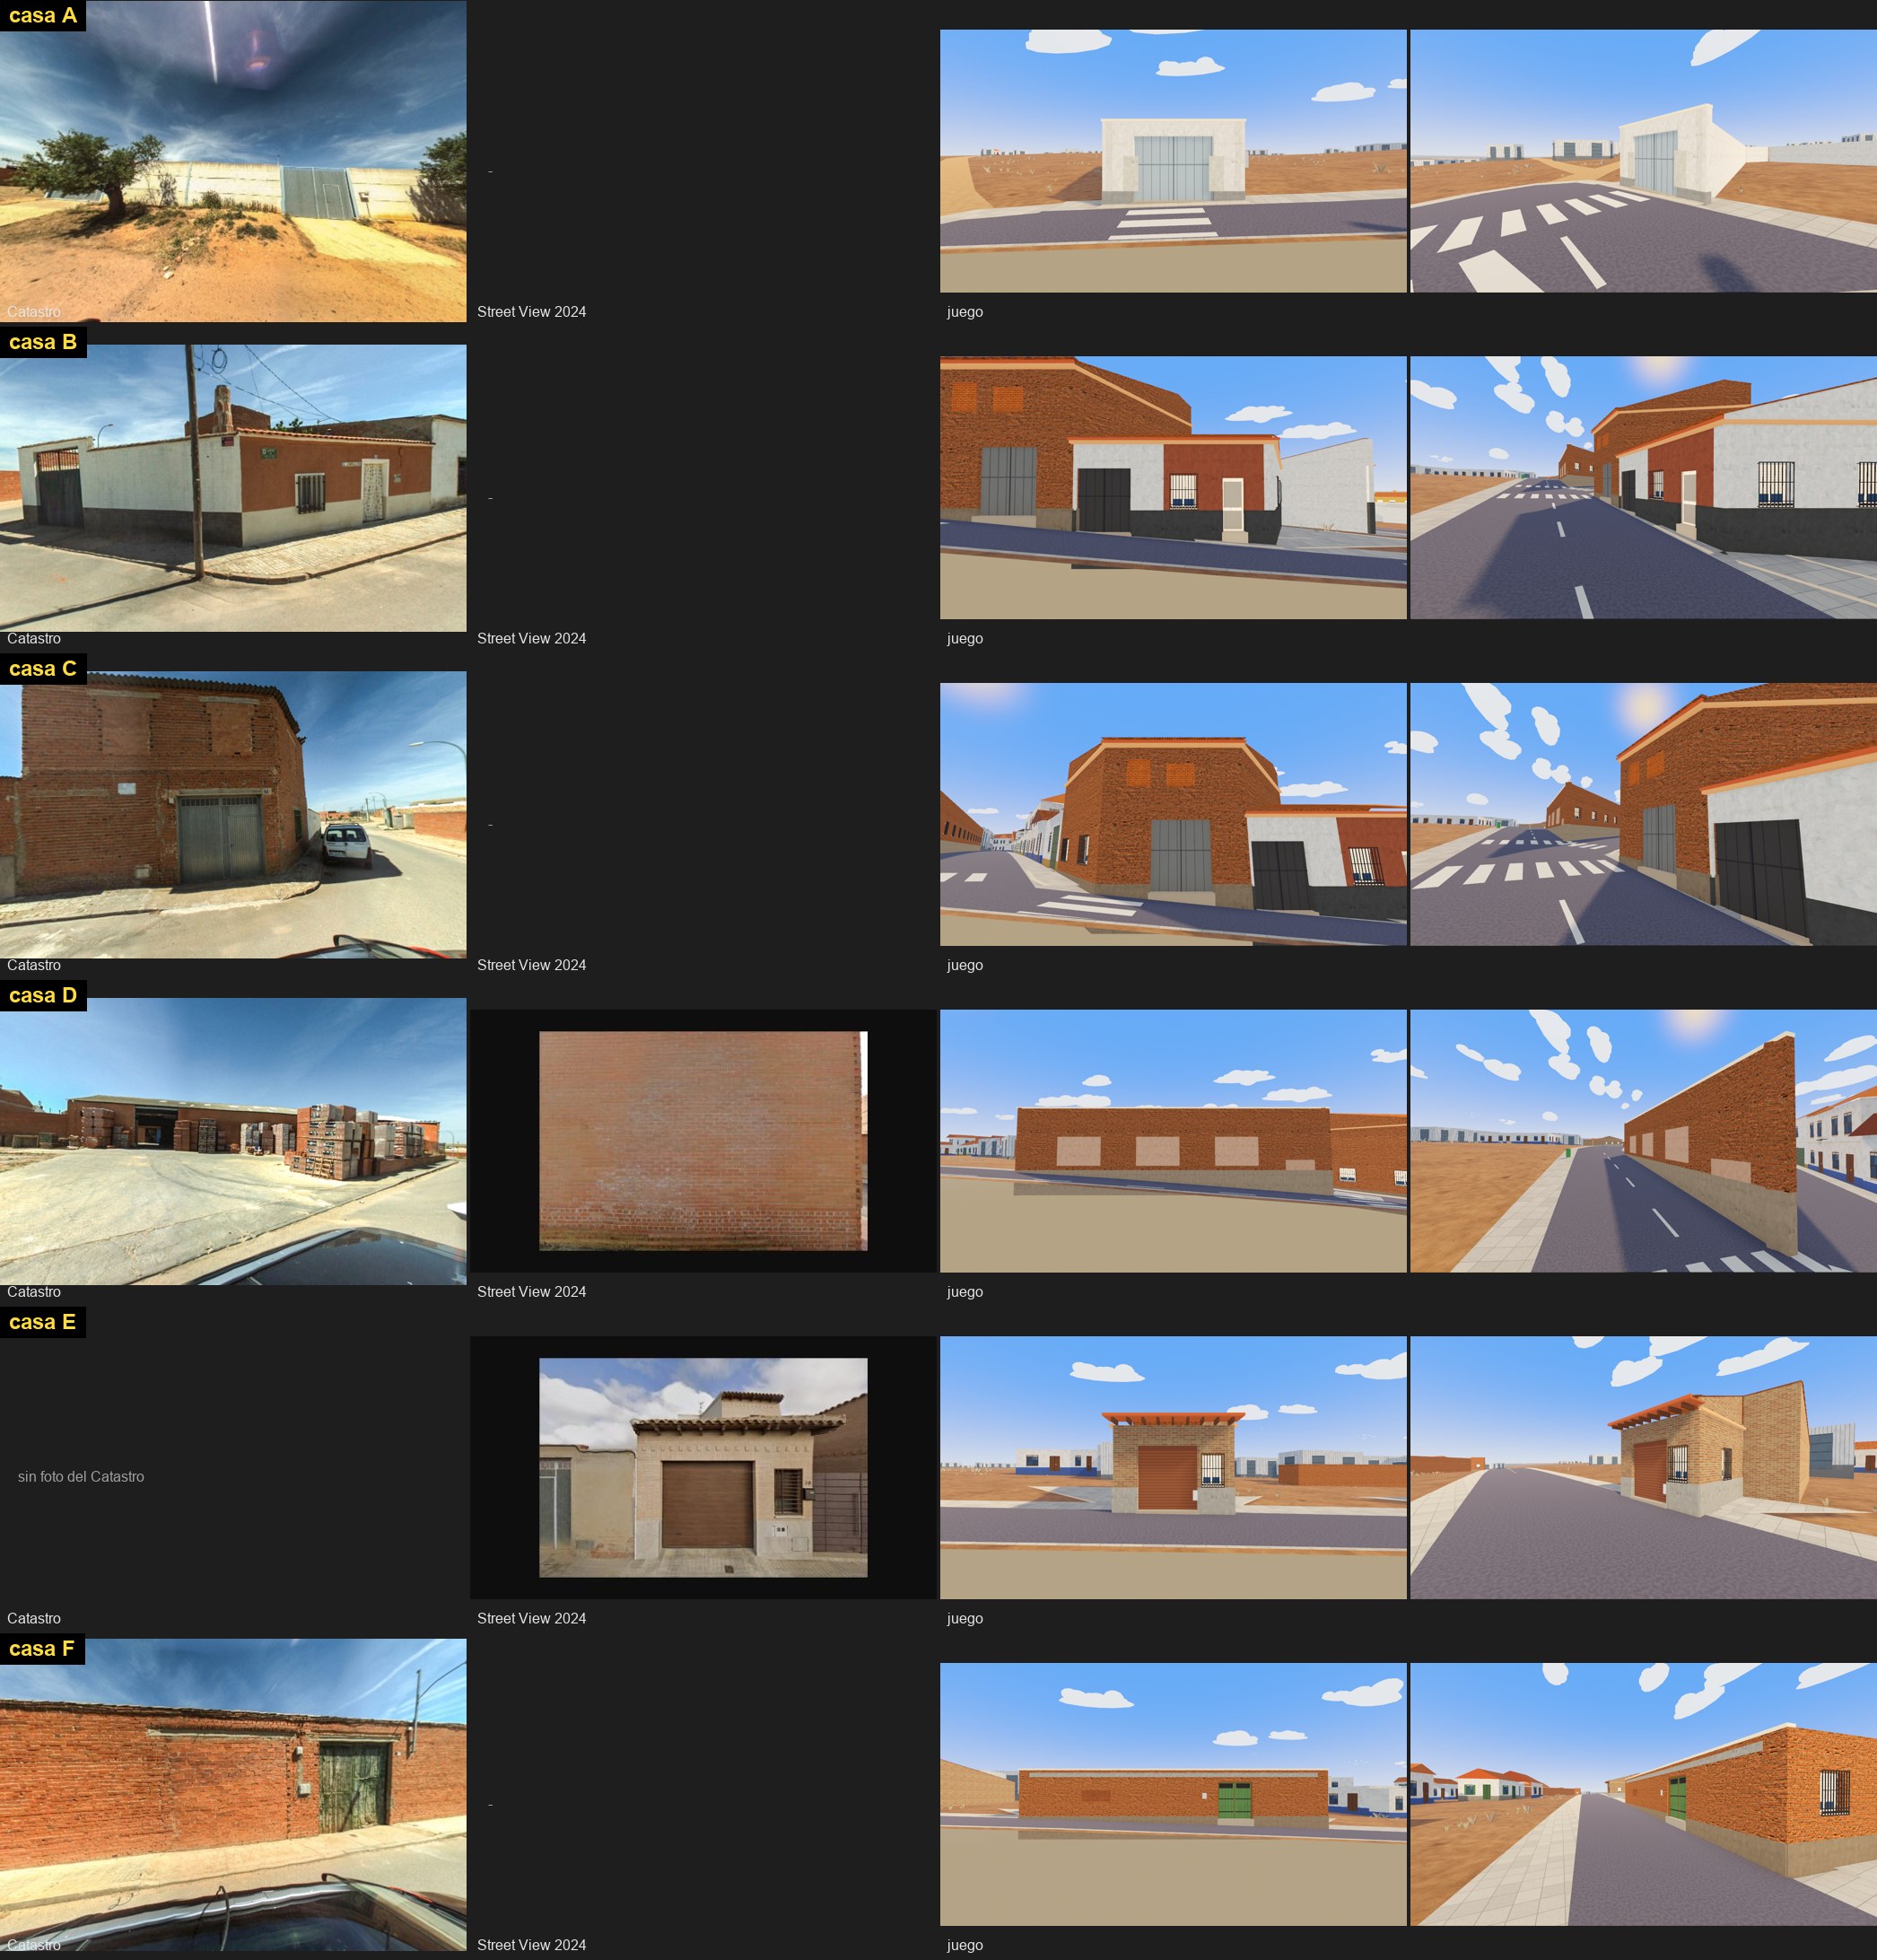 casa A
-
Catastro
Street View 2024
juego
casa B
-
Catastro
Street View 2024
juego
casa C
-
Catastro
Street View 2024
juego
casa D
Catastro
Street View 2024
juego
casa E
sin foto del Catastro
Catastro
Street View 2024
juego
casa F
-
Catastro
Street View 2024
juego